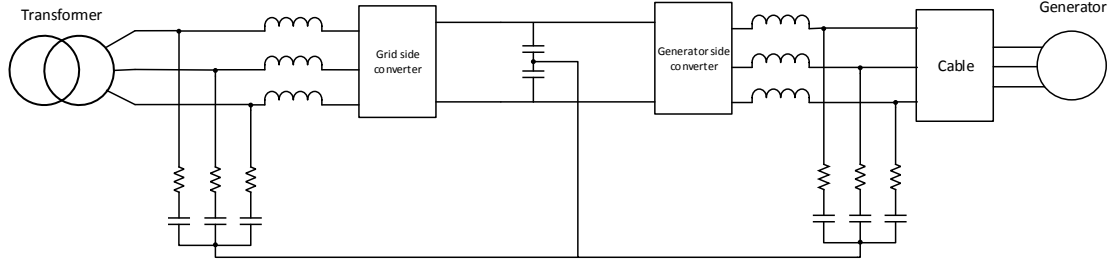 Transformer
Grid side
converter
Generator side
converter
Cable
Generator